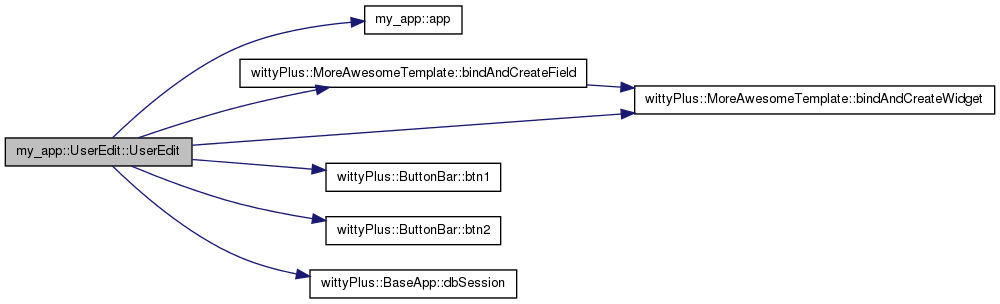 my_app::app
wittyPlus::MoreAwesomeTemplate::bindAndCreateField
wittyPlus::MoreAwesomeTemplate::bindAndCreateWidget
my_app::UserEdit::UserEdit
wittyPlus::ButtonBar::btn1
wittyPlus::ButtonBar::btn2
wittyPlus::BaseApp::dbSession